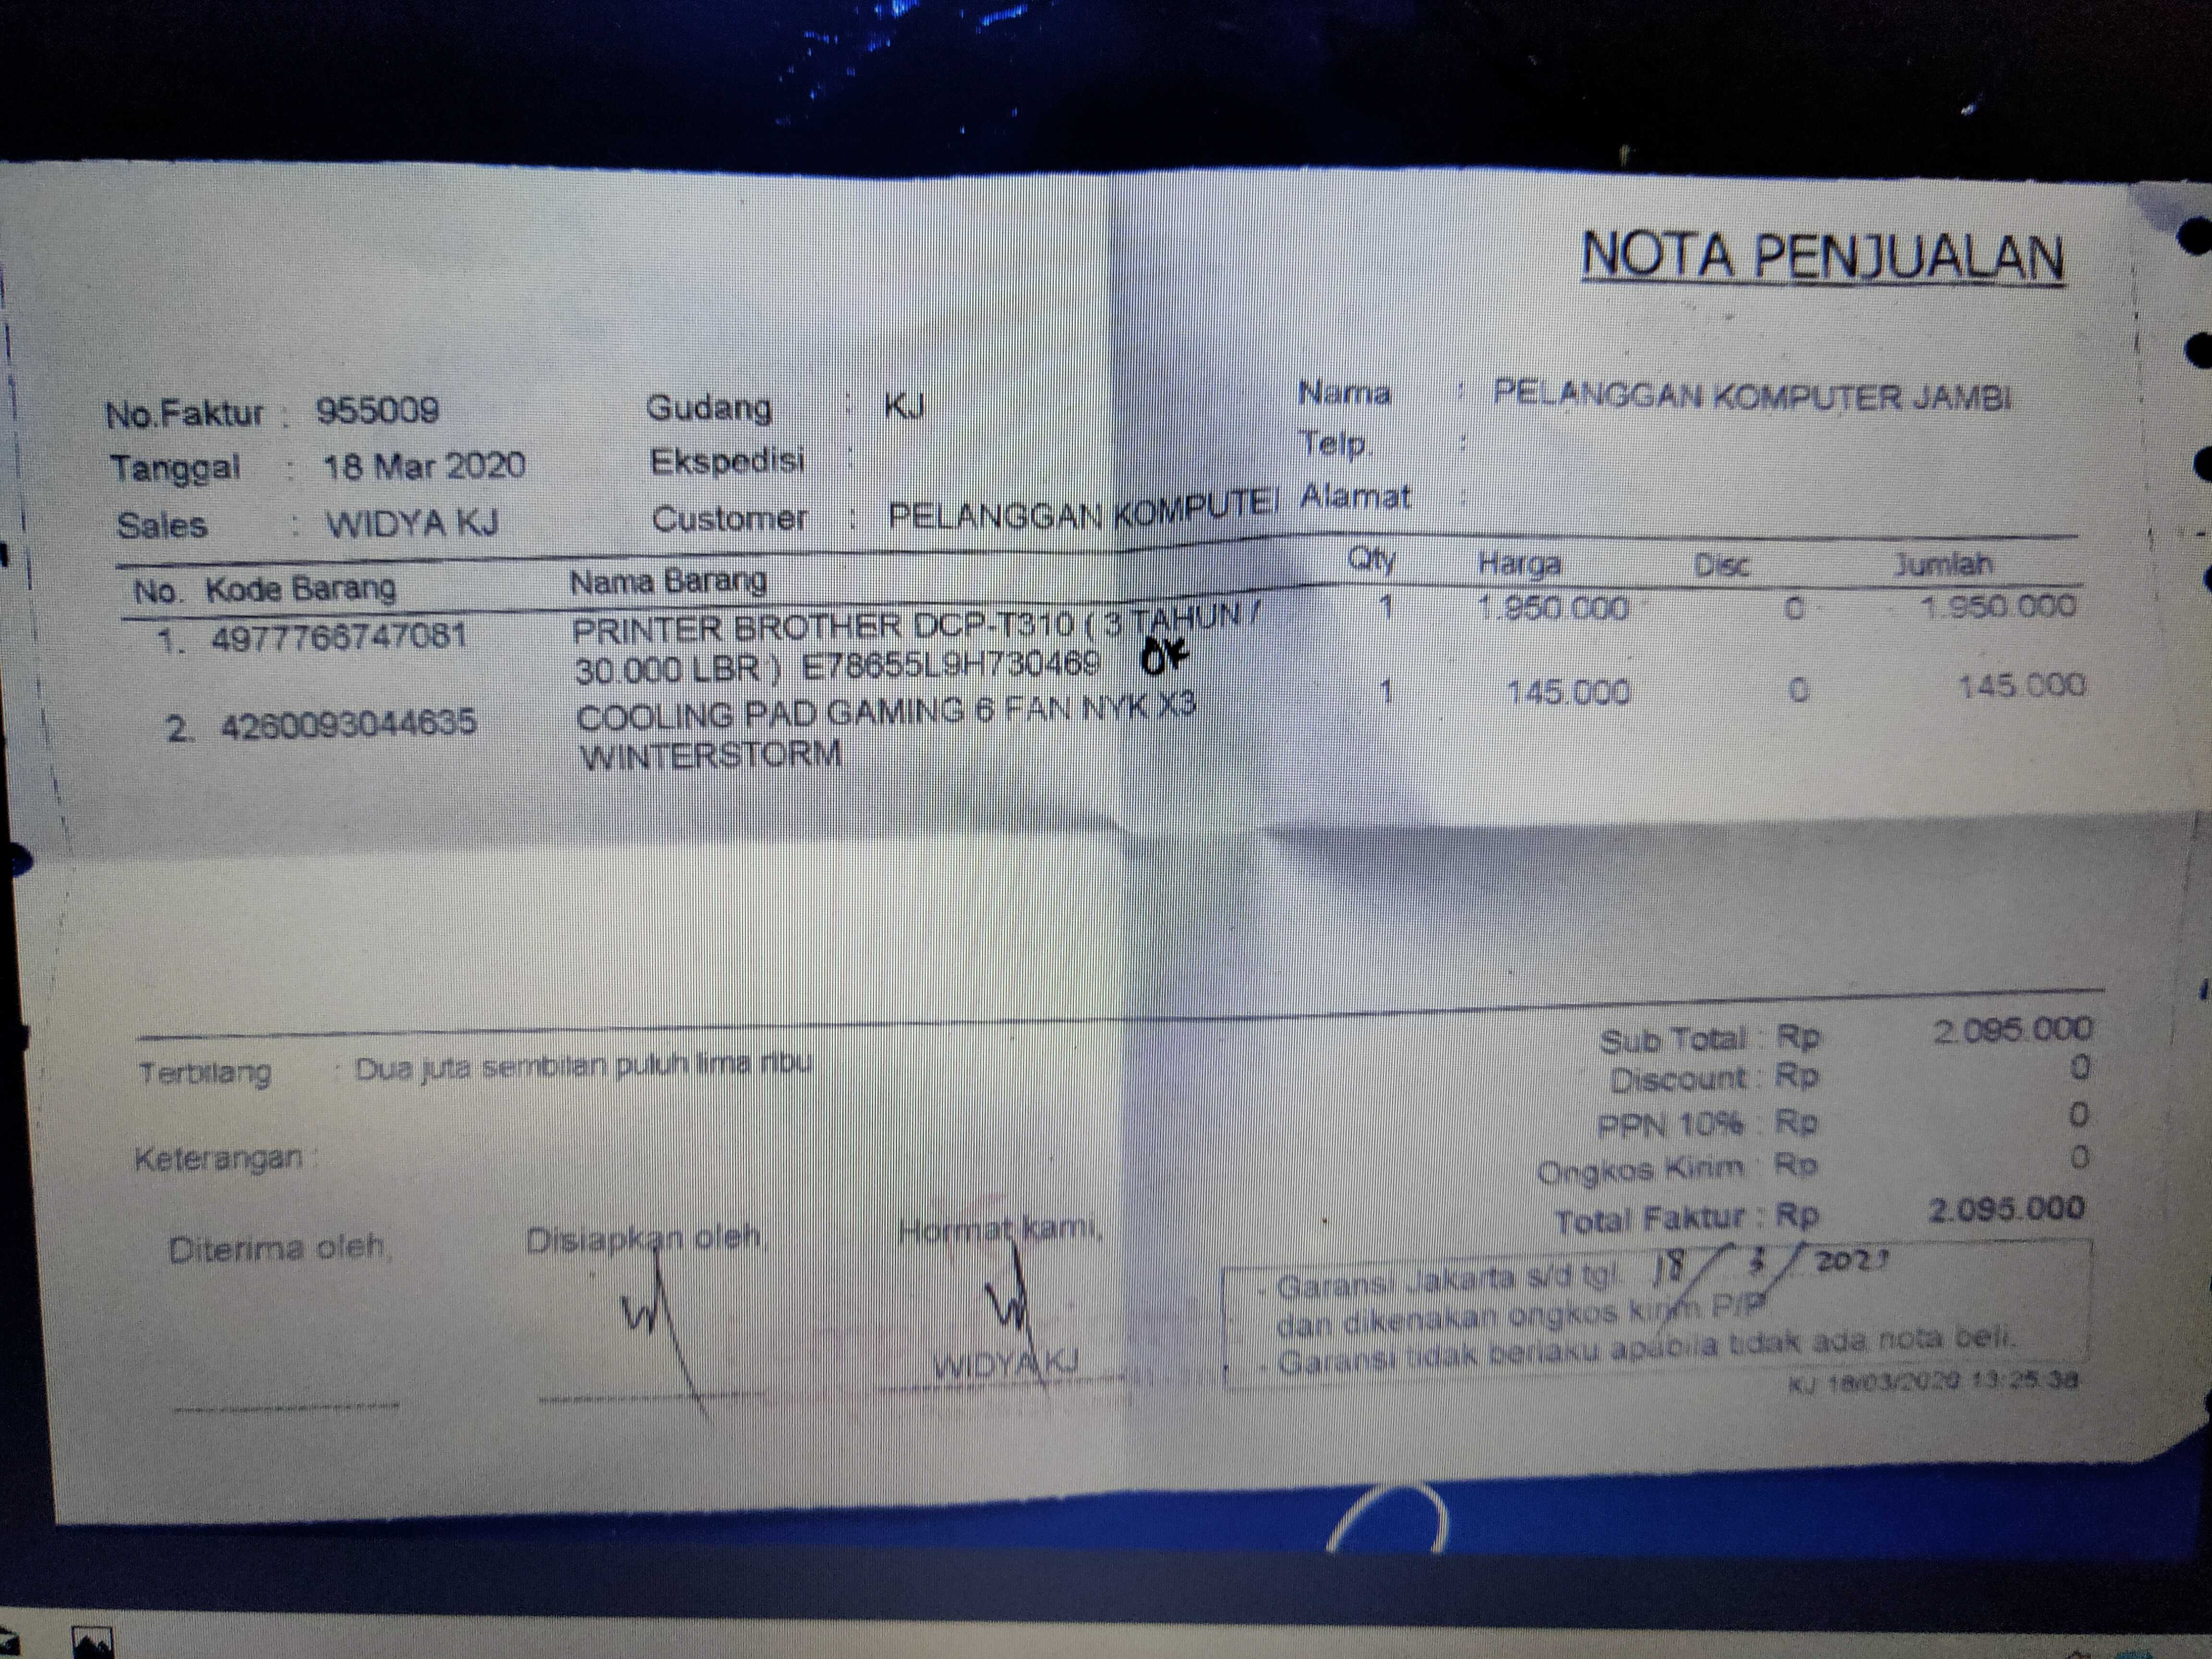 NOTA PENJUALAN
No.Faktur : 955009 Gudang : KJ Nama : PELANGGAN KOMPUTER JAMBI
Tanggal : 18 Mar 2020 Ekspedisi : Telp. :
Sales : WIDYA KJ Customer : PELANGGAN KOMPUTE Alamat :
No. Kode Barang Nama Barang Qty Harga Disc Jumlah
1. 4977766747081 PRINTER BROTHER DCP-T310 ( 3 TAHUN / 1 1.950.000 0 1.950.000
30.000 LBR ) E78655L9H730469 OK
2. 4260093044635 COOLING PAD GAMING 6 FAN NYK X3 1 145.000 0 145.000
WINTERSTORM
Terbilang : Dua juta sembilan puluh lima ribu
Sub Total : Rp 2.095.000
Discount : Rp 0
PPN 10% : Rp 0
Keterangan :
Ongkos Kirim : Rp 0
Total Faktur : Rp 2.095.000
Diterima oleh, Disiapkan oleh, Hormat kami,
- Garansi Jakarta s/d tgl. 18/3/
dan dikenakan ongkos kirim P/P
- Garansi tidak berlaku apabila tidak ada nota beli.
WIDYA KJ
KJ 18/03/2020 13:25:38